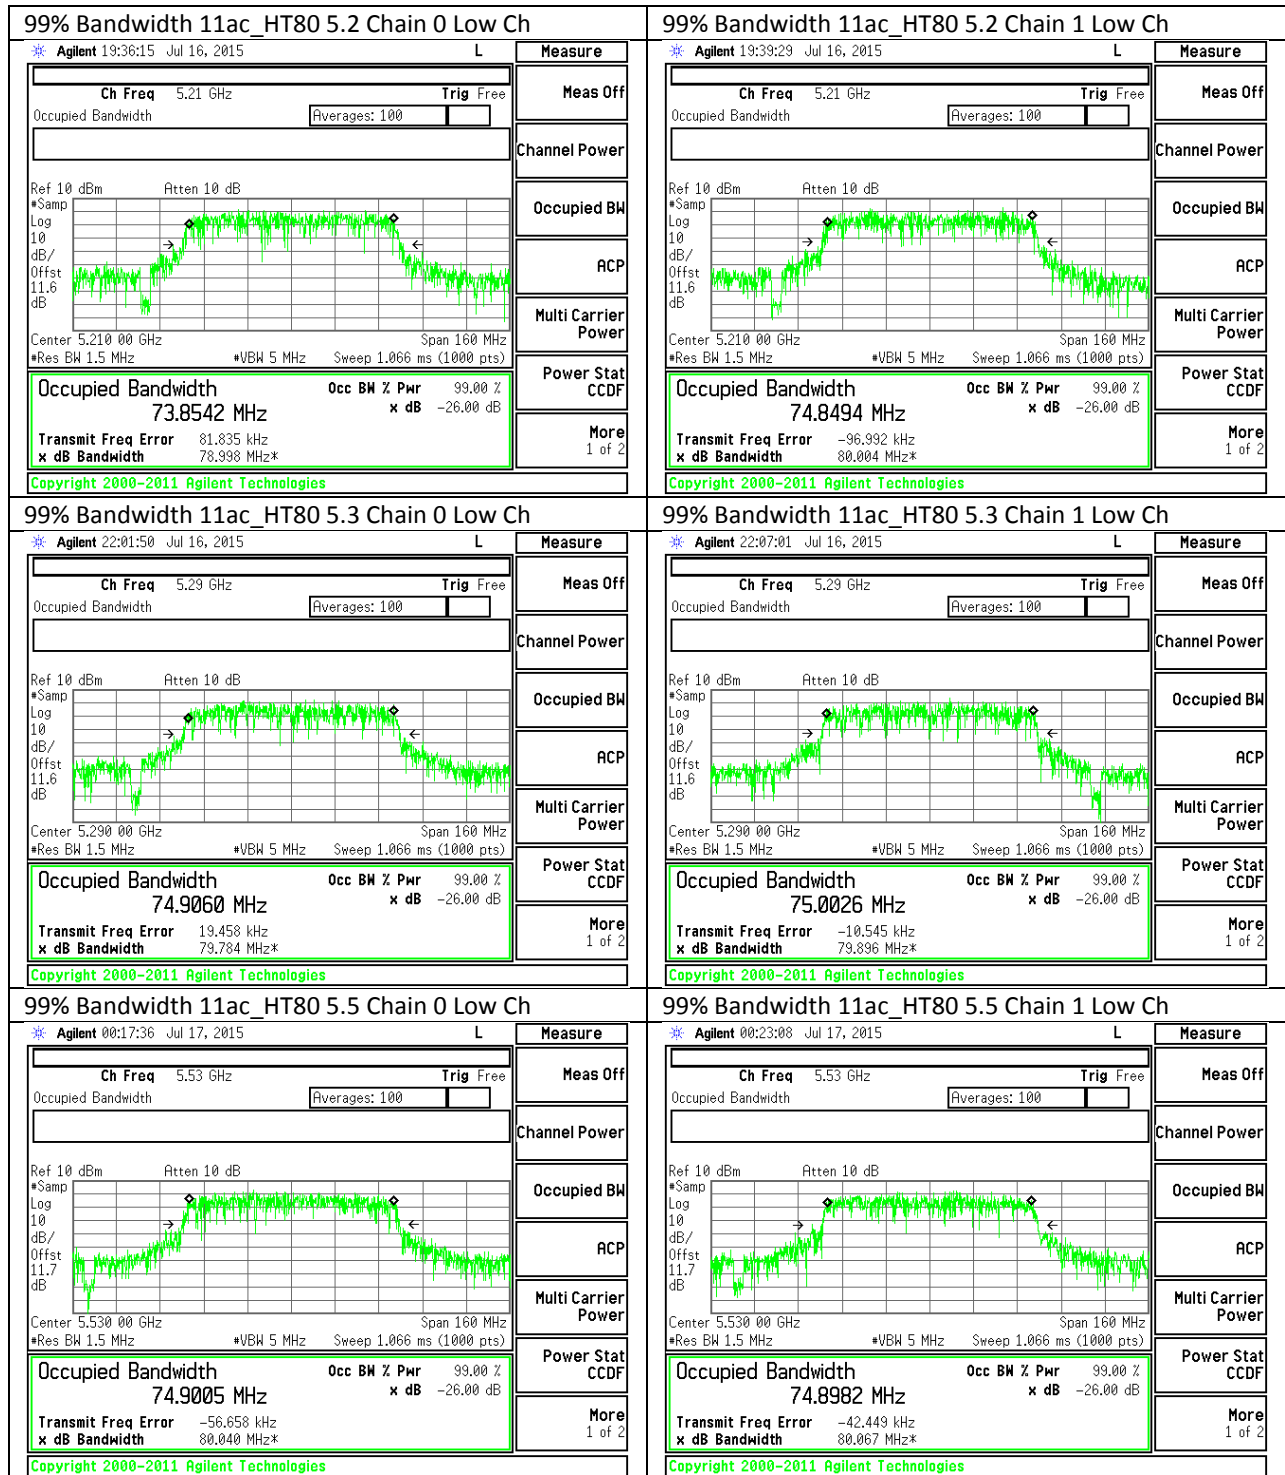 99% Bandwidth 11ac_HT80 5.2 Chain 0 Low Ch
Agilent 19:36:15 Jul 16, 2015 L
Measure
Ch Freq 5.21 GHz Trig Free
Meas Off
Occupied Bandwidth Averages: 100
Channel Power
Ref 10 dBm Atten 10 dB
#Samp
Occupied BW
Log
10
dB/
ACP
Offst
11.6
dB
Multi Carrier
Power
Center 5.210 00 GHz Span 160 MHz
#Res BW 1.5 MHz #VBW 5 MHz Sweep 1.066 ms (1000 pts)
Power Stat
CCDF
Occupied Bandwidth Occ BW % Pwr 99.00 %
73.8542 MHz x dB -26.00 dB
More
1 of 2
Transmit Freq Error 81.835 kHz
x dB Bandwidth 78.998 MHz*
Copyright 2000-2011 Agilent Technologies
99% Bandwidth 11ac_HT80 5.2 Chain 1 Low Ch
Agilent 19:39:29 Jul 16, 2015 L
Measure
Ch Freq 5.21 GHz Trig Free
Meas Off
Occupied Bandwidth Averages: 100
Channel Power
Ref 10 dBm Atten 10 dB
#Samp
Occupied BW
Log
10
dB/
ACP
Offst
11.6
dB
Multi Carrier
Power
Center 5.210 00 GHz Span 160 MHz
#Res BW 1.5 MHz #VBW 5 MHz Sweep 1.066 ms (1000 pts)
Power Stat
CCDF
Occupied Bandwidth Occ BW % Pwr 99.00 %
74.8494 MHz x dB -26.00 dB
More
1 of 2
Transmit Freq Error -96.992 kHz
x dB Bandwidth 80.004 MHz*
Copyright 2000-2011 Agilent Technologies
99% Bandwidth 11ac_HT80 5.3 Chain 0 Low Ch
Agilent 22:01:50 Jul 16, 2015 L
Measure
Ch Freq 5.29 GHz Trig Free
Meas Off
Occupied Bandwidth Averages: 100
Channel Power
Ref 10 dBm Atten 10 dB
#Samp
Occupied BW
Log
10
dB/
ACP
Offst
11.6
dB
Multi Carrier
Power
Center 5.290 00 GHz Span 160 MHz
#Res BW 1.5 MHz #VBW 5 MHz Sweep 1.066 ms (1000 pts)
Power Stat
CCDF
Occupied Bandwidth Occ BW % Pwr 99.00 %
74.9060 MHz x dB -26.00 dB
More
1 of 2
Transmit Freq Error 19.458 kHz
x dB Bandwidth 79.784 MHz*
Copyright 2000-2011 Agilent Technologies
99% Bandwidth 11ac_HT80 5.3 Chain 1 Low Ch
Agilent 22:07:01 Jul 16, 2015 L
Measure
Ch Freq 5.29 GHz Trig Free
Meas Off
Occupied Bandwidth Averages: 100
Channel Power
Ref 10 dBm Atten 10 dB
#Samp
Occupied BW
Log
10
dB/
ACP
Offst
11.6
dB
Multi Carrier
Power
Center 5.290 00 GHz Span 160 MHz
#Res BW 1.5 MHz #VBW 5 MHz Sweep 1.066 ms (1000 pts)
Power Stat
CCDF
Occupied Bandwidth Occ BW % Pwr 99.00 %
75.0026 MHz x dB -26.00 dB
More
1 of 2
Transmit Freq Error -10.545 kHz
x dB Bandwidth 79.896 MHz*
Copyright 2000-2011 Agilent Technologies
99% Bandwidth 11ac_HT80 5.5 Chain 0 Low Ch
Agilent 00:17:36 Jul 17, 2015 L
Measure
Ch Freq 5.53 GHz Trig Free
Meas Off
Occupied Bandwidth Averages: 100
Channel Power
Ref 10 dBm Atten 10 dB
#Samp
Occupied BW
Log
10
dB/
ACP
Offst
11.7
dB
Multi Carrier
Power
Center 5.530 00 GHz Span 160 MHz
#Res BW 1.5 MHz #VBW 5 MHz Sweep 1.066 ms (1000 pts)
Power Stat
CCDF
Occupied Bandwidth Occ BW % Pwr 99.00 %
74.9005 MHz x dB -26.00 dB
More
1 of 2
Transmit Freq Error -56.658 kHz
x dB Bandwidth 80.040 MHz*
Copyright 2000-2011 Agilent Technologies
99% Bandwidth 11ac_HT80 5.5 Chain 1 Low Ch
Agilent 00:23:08 Jul 17, 2015 L
Measure
Ch Freq 5.53 GHz Trig Free
Meas Off
Occupied Bandwidth Averages: 100
Channel Power
Ref 10 dBm Atten 10 dB
#Samp
Occupied BW
Log
10
dB/
ACP
Offst
11.7
dB
Multi Carrier
Power
Center 5.530 00 GHz Span 160 MHz
#Res BW 1.5 MHz #VBW 5 MHz Sweep 1.066 ms (1000 pts)
Power Stat
CCDF
Occupied Bandwidth Occ BW % Pwr 99.00 %
74.8982 MHz x dB -26.00 dB
More
1 of 2
Transmit Freq Error -42.449 kHz
x dB Bandwidth 80.067 MHz*
Copyright 2000-2011 Agilent Technologies